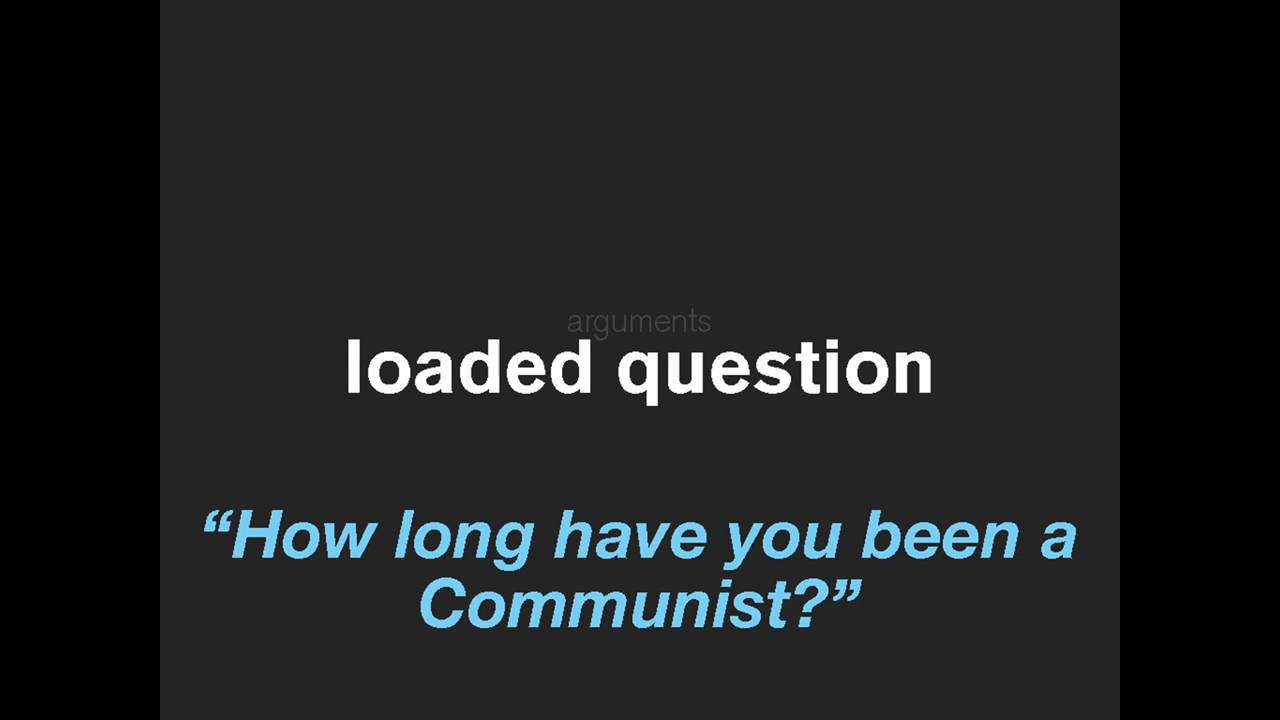 arguments
loaded question
“How long have you been a
Communist?”